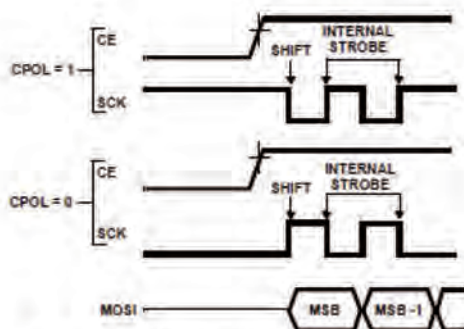 CE
INTERNAL
STROBE
SHIFT
CPOL = 1
SCK
CE
INTERNAL
STROBE
SHIFT
CPOL = 0
SCK
MOSI
MSB
MSB -1